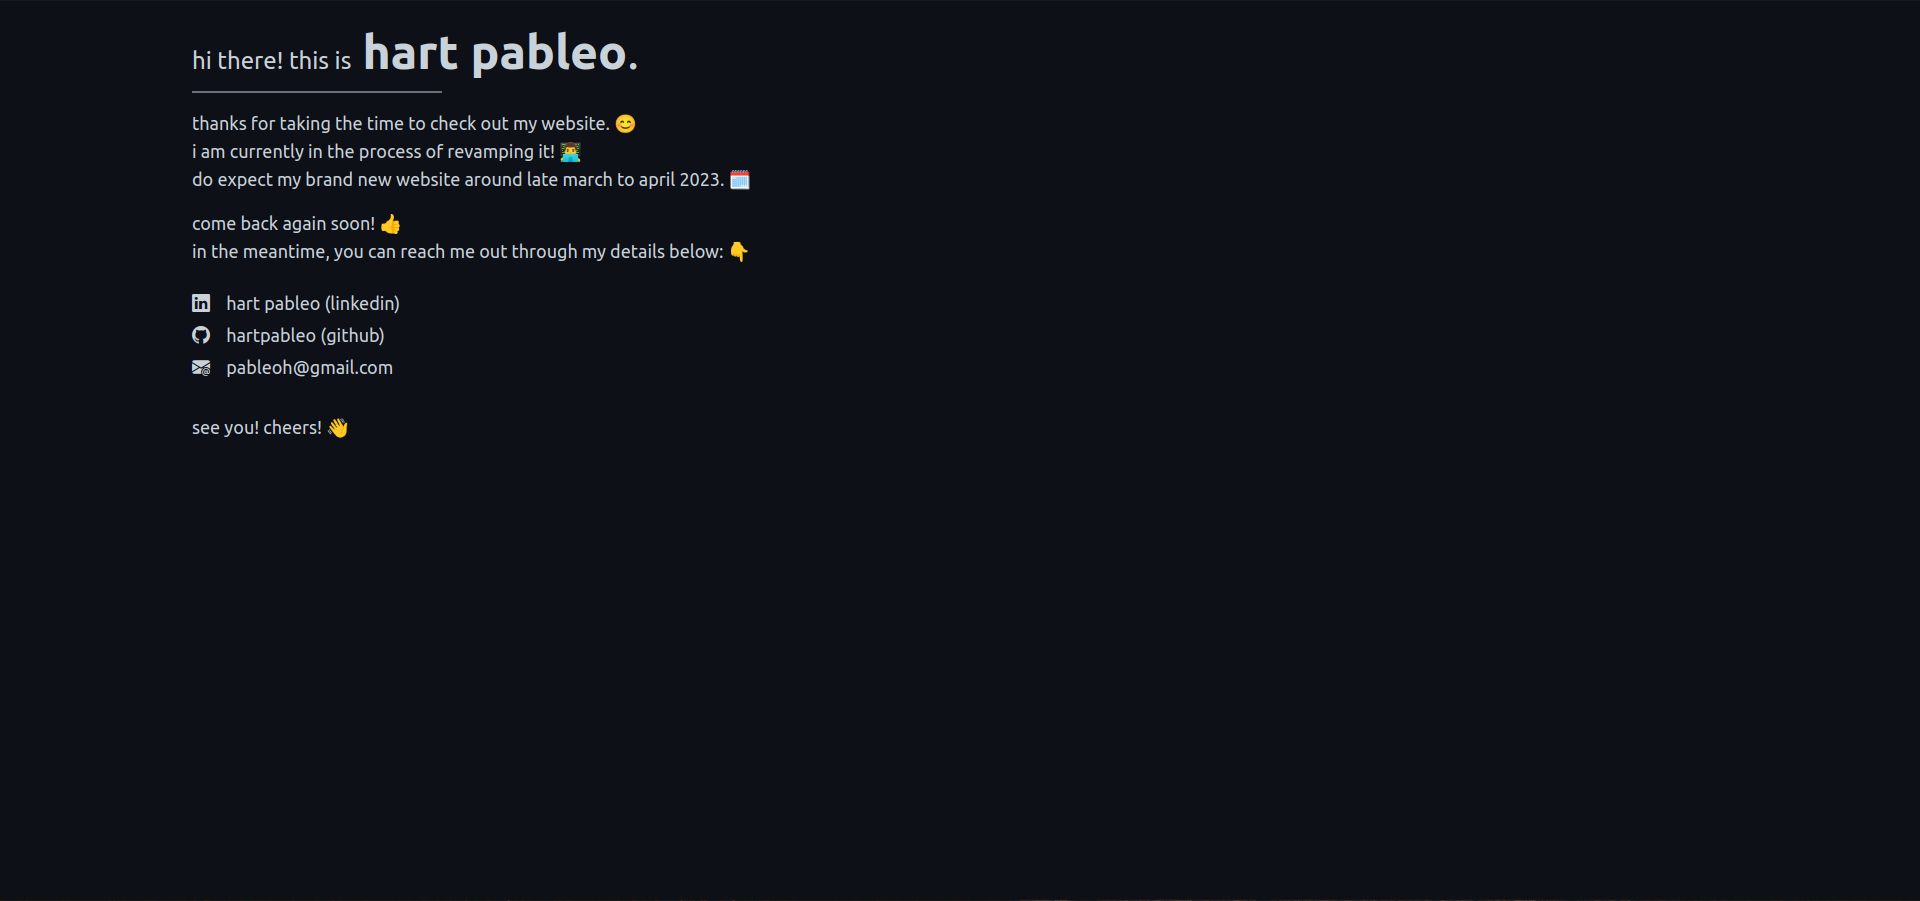 hi there! this is hart pableo.
thanks for taking the time to check out my website. 😊
i am currently in the process of revamping it! 👨‍💻
do expect my brand new website around late march to april 2023. 🗓️
come back again soon! 👍
in the meantime, you can reach me out through my details below: 👇
hart pableo (linkedin)
hartpableo (github)
pableoh@gmail.com
see you! cheers! 👋